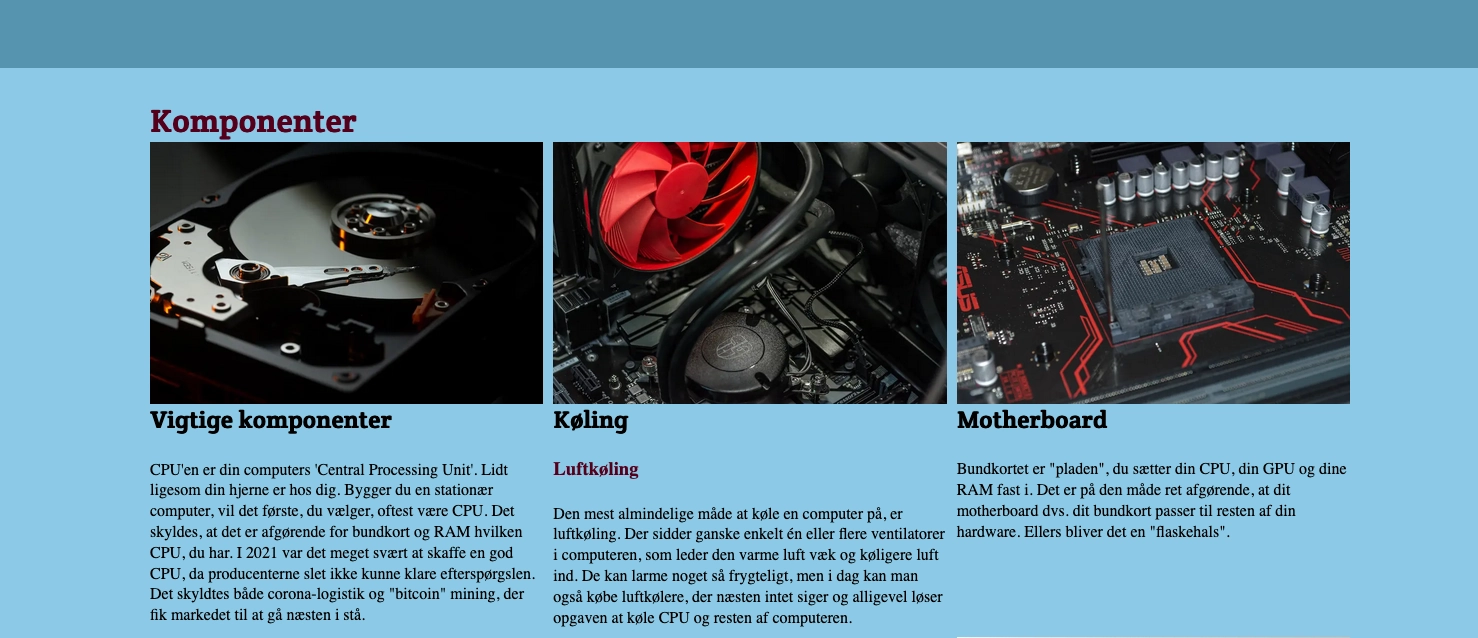 Komponenter
Vigtige komponenter
CPU'en er din computers 'Central Processing Unit'. Lidt
ligesom din hjerne er hos dig. Bygger du en stationær
computer, vil det første, du vælger, oftest være CPU. Det
skyldes, at det er afgørende for bundkort og RAM hvilken
CPU, du har. I 2021 var det meget svært at skaffe en god
CPU, da producenterne slet ikke kunne klare efterspørgslen.
Det skyldtes både corona-logistik og "bitcoin" mining, der
fik markedet til at gå næsten i stå.
Køling
Luftkøling
Den mest almindelige måde at køle en computer på, er
luftkøling. Der sidder ganske enkelt én eller flere ventilatorer
i computeren, som leder den varme luft væk og køligere luft
ind. De kan larme noget så frygteligt, men i dag kan man
også købe luftkølere, der næsten intet siger og alligevel løser
opgaven at køle CPU og resten af computeren.
Motherboard
Bundkortet er "pladen", du sætter din CPU, din GPU og dine
RAM fast i. Det er på den måde ret afgørende, at dit
motherboard dvs. dit bundkort passer til resten af din
hardware. Ellers bliver det en "flaskehals".